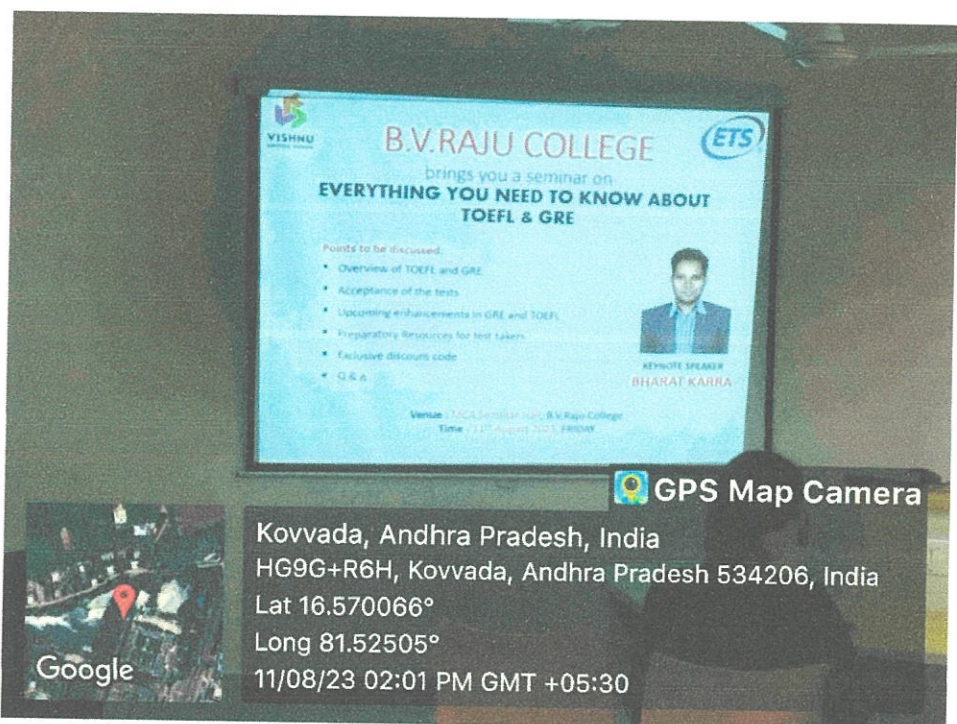 VISHNU
B.V.RAJU COLLEGE
ETS
brings you a seminar on
EVERYTHING YOU NEED TO KNOW ABOUT
TOEFL & GRE
Points to be discussed:
• Overview of TOEFL and GRE
• Acceptance of the tests
• Upcoming enhancements in GRE and TOEFL
• Preparatory Resources for test takers
• Exclusive discount code
• Q & A
KEYNOTE SPEAKER
BHARAT KARRA
Venue : MCA Seminar Hall, B.V.Raju College
Time : 11th August 2023, FRIDAY
GPS Map Camera
Kovvada, Andhra Pradesh, India
HG9G+R6H, Kovvada, Andhra Pradesh 534206, India
Lat 16.570066°
Long 81.52505°
11/08/23 02:01 PM GMT +05:30
Google